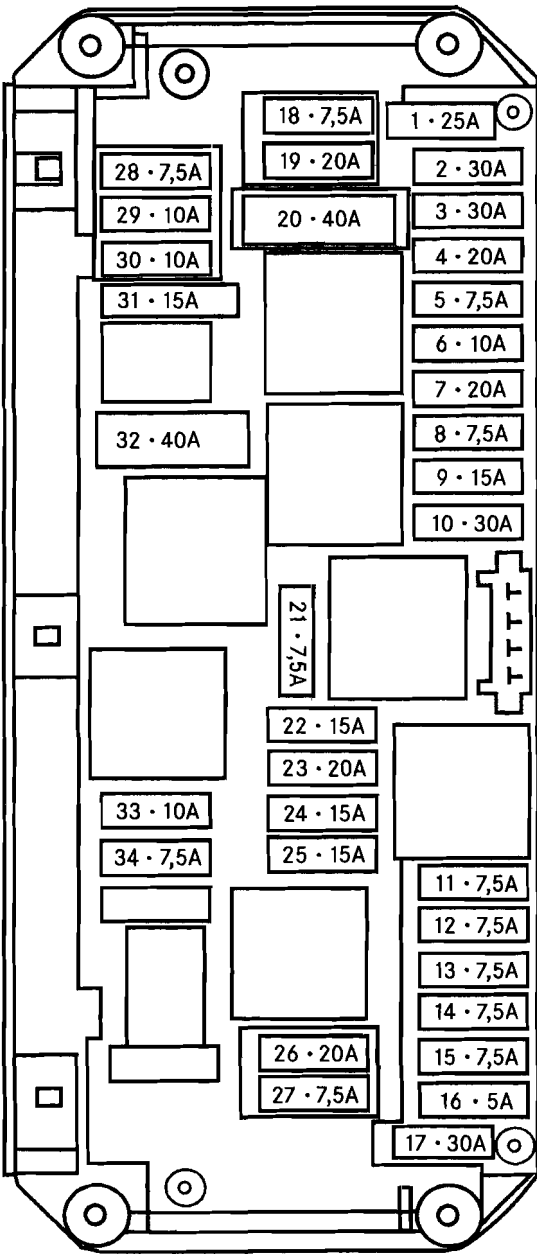 18 · 7,5A
1 · 25A
19 · 20A
28 · 7,5A
2 · 30A
29 · 10A
20 · 40A
3 · 30A
30 · 10A
4 · 20A
31 · 15A
5 · 7,5A
6 · 10A
7 · 20A
32 · 40A
8 · 7,5A
9 · 15A
10 · 30A
21 · 7,5A
22 · 15A
23 · 20A
33 · 10A
24 · 15A
34 · 7,5A
25 · 15A
11 · 7,5A
12 · 7,5A
13 · 7,5A
14 · 7,5A
26 · 20A
15 · 7,5A
27 · 7,5A
16 · 5A
17 · 30A